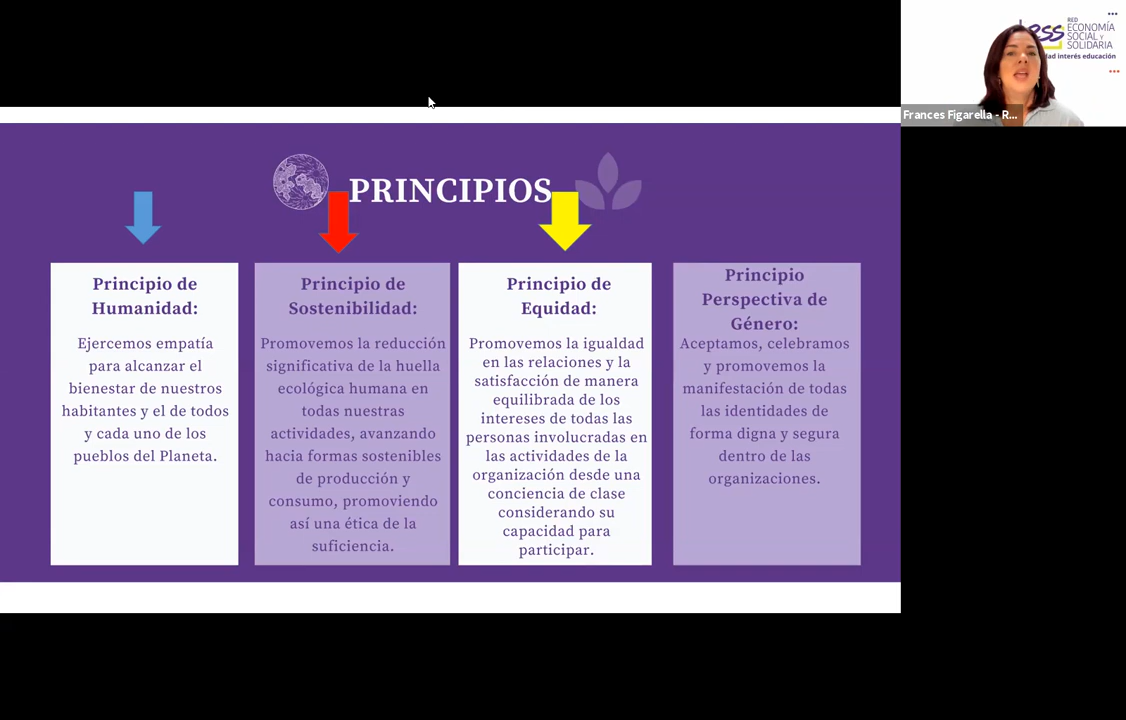 RED
ECONOMÍA
SOCIAL Y
SOLIDARIA
interés educación
Frances Figarella - R...
PRINCIPIOS
Principio de
Humanidad:
Ejercemos empatía
para alcanzar el
bienestar de nuestros
habitantes y el de todos
y cada uno de los
pueblos del Planeta.
Principio de
Sostenibilidad:
Promovemos la reducción
significativa de la huella
ecológica humana en
todas nuestras
actividades, avanzando
hacia formas sostenibles
de producción y
consumo, promoviendo
así una ética de la
suficiencia.
Principio de
Equidad:
Promovemos la igualdad
en las relaciones y la
satisfacción de manera
equilibrada de los
intereses de todas las
personas involucradas en
las actividades de la
organización desde una
conciencia de clase
considerando su
capacidad para
participar.
Principio
Perspectiva de
Género:
Aceptamos, celebramos
y promovemos la
manifestación de todas
las identidades de
forma digna y segura
dentro de las
organizaciones.